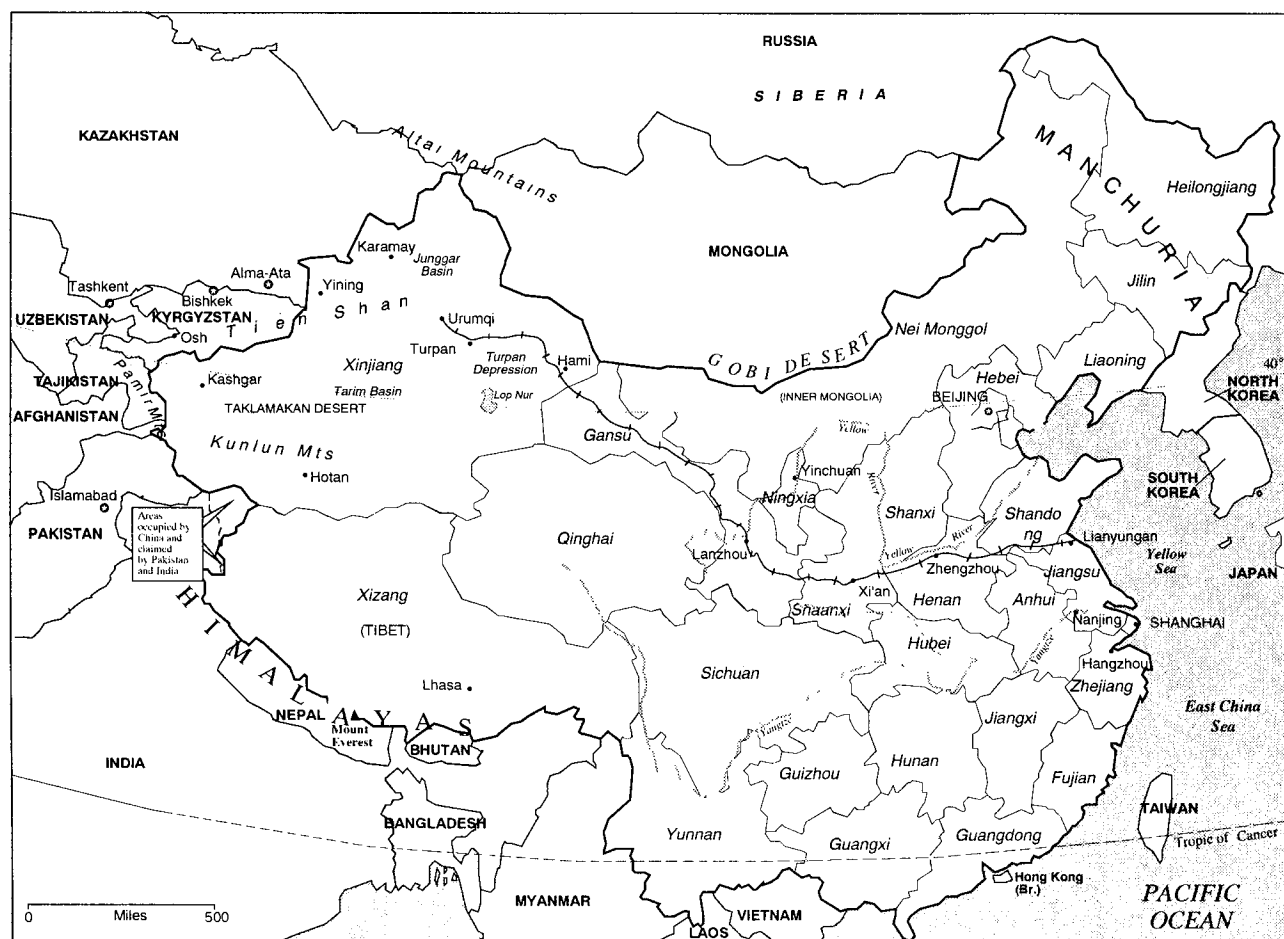 RUSSIA
SIBERIA
KAZAKHSTAN
Altai Mountains
MANCHURIA
Heilongjiang
Karamay
Junggar
Basin
MONGOLIA
Jilin
Alma-Ata
Tashkent
Bishkek
Yining
UZBEKISTAN
KYRGYZSTAN
Tien Shan
Osh
Urumqi
Nei Monggol
Turpan
GOBI DESERT
Liaoning
Xinjiang
Turpan
Depression
Hami
40°
TAJIKISTAN
Pamir Mts
Kashgar
Tarim Basin
Lop Nur
Hebei
BEIJING
NORTH
KOREA
AFGHANISTAN
TAKLAMAKAN DESERT
(INNER MONGOLIA)
Gansu
Yellow
River
Kunlun Mts
Hotan
Yinchuan
Ningxia
Shanxi
SOUTH
KOREA
Islamabad
PAKISTAN
Areas
occupied by
China and
claimed
by Pakistan
and India
Qinghai
Shando
ng
Lanzhou
Yellow River
Lianyungan
Yellow
Sea
JAPAN
Zhengzhou
Jiangsu
Xizang
(TIBET)
Shaanxi
Xi'an
Henan
Anhui
Nanjing
SHANGHAI
HIMALAYAS
Hubei
Yangtze
Hangzhou
Zhejiang
Sichuan
Lhasa
NEPAL
Mount
Everest
BHUTAN
Yangtze
Jiangxi
East China
Sea
INDIA
Guizhou
Hunan
Fujian
BANGLADESH
TAIWAN
Yunnan
Guangxi
Guangdong
Tropic of Cancer
Hong Kong
(Br.)
MYANMAR
VIETNAM
LAOS
PACIFIC
OCEAN
0 Miles 500